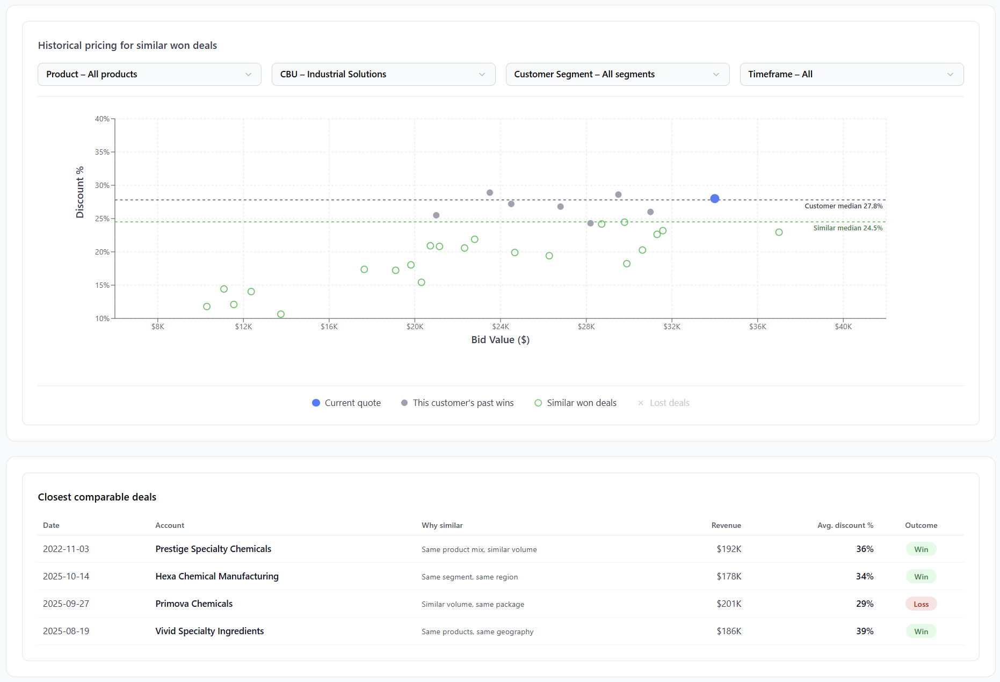 Historical pricing for similar won deals
Product – All products
CBU – Industrial Solutions
Customer Segment – All segments
Timeframe – All
40%
35%
30%
25%
20%
15%
10%
Discount %
Customer median 27.8%
Similar median 24.5%
$8K $12K $16K $20K $24K $28K $32K $36K $40K
Bid Value ($)
Current quote This customer's past wins Similar won deals × Lost deals
Closest comparable deals
Date Account Why similar Revenue Avg. discount % Outcome
2022-11-03 Prestige Specialty Chemicals Same product mix, similar volume $192K 36% Win
2025-10-14 Hexa Chemical Manufacturing Same segment, same region $178K 34% Win
2025-09-27 Primova Chemicals Similar volume, same package $201K 29% Loss
2025-08-19 Vivid Specialty Ingredients Same products, same geography $186K 39% Win